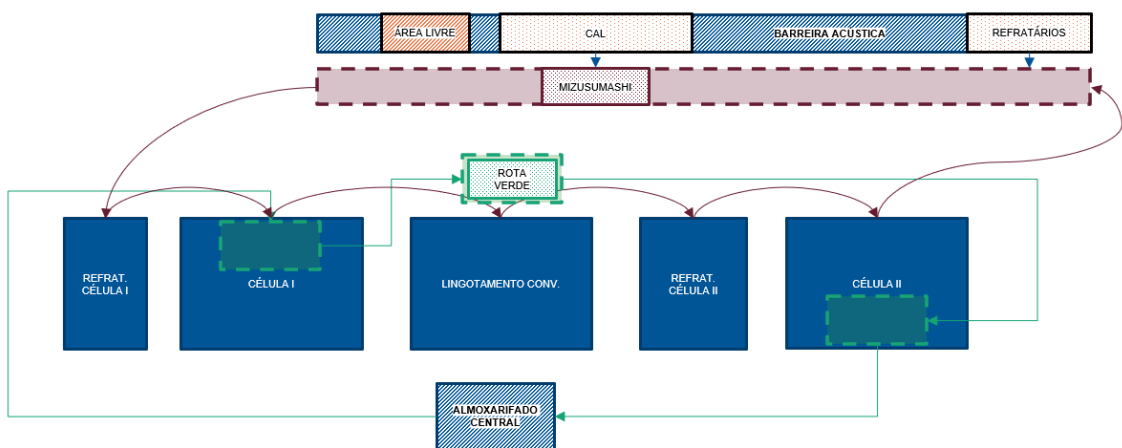 ÁREA LIVRE
CAL
BARREIRA ACÚSTICA
REFRATÁRIOS
MIZUSUMASHI
ROTA
VERDE
REFRAT.
CÉLULA I
CÉLULA I
LINGOTAMENTO CONV.
REFRAT.
CÉLULA II
CÉLULA II
ALMOXARIFADO
CENTRAL